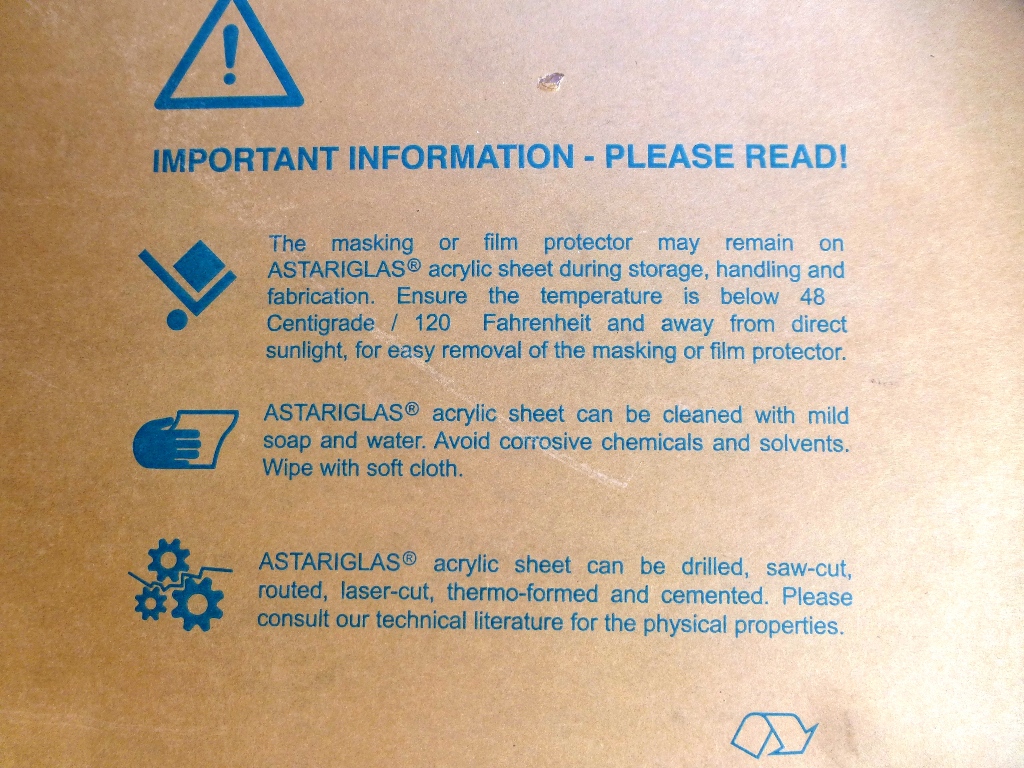 IMPORTANT INFORMATION - PLEASE READ!
The masking or film protector may remain on
ASTARIGLAS® acrylic sheet during storage, handling and
fabrication. Ensure the temperature is below 48
Centigrade / 120 Fahrenheit and away from direct
sunlight, for easy removal of the masking or film protector.
ASTARIGLAS® acrylic sheet can be cleaned with mild
soap and water. Avoid corrosive chemicals and solvents.
Wipe with soft cloth.
ASTARIGLAS® acrylic sheet can be drilled, saw-cut,
routed, laser-cut, thermo-formed and cemented. Please
consult our technical literature for the physical properties.